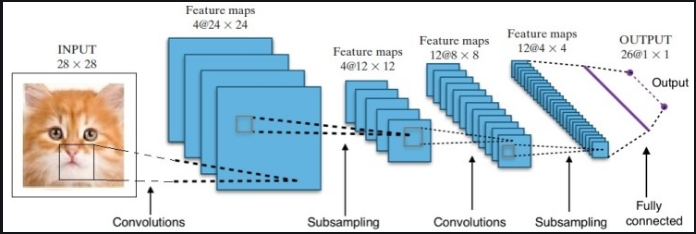 INPUT
28 × 28
Feature maps
4@24 × 24
Feature maps
4@12 × 12
Feature maps
12@8 × 8
Feature maps
12@4 × 4
OUTPUT
26@1 × 1
Output
Convolutions
Subsampling
Convolutions
Subsampling
Fully
connected